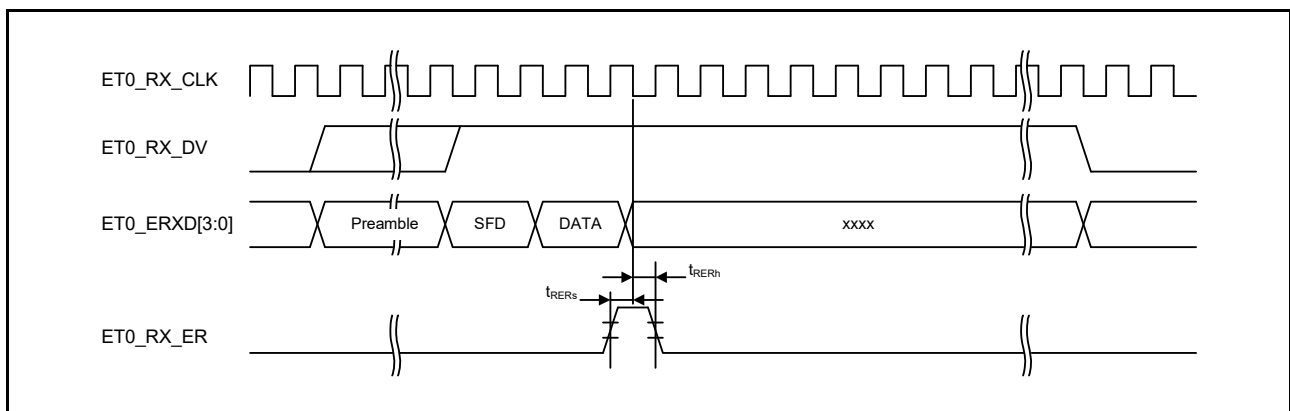 ET0_RX_CLK
ET0_RX_DV
ET0_ERXD[3:0]
Preamble SFD DATA xxxx
tRERh
tRERs
ET0_RX_ER